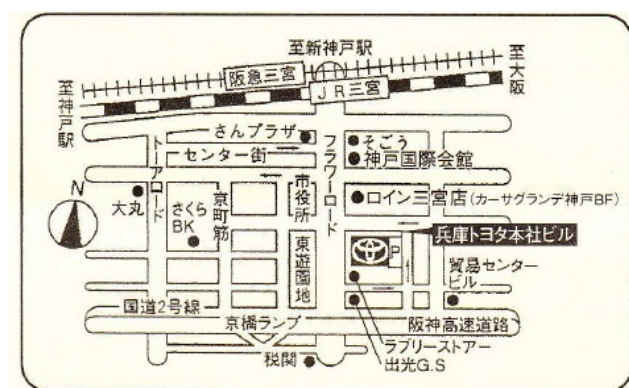 至新神戸駅
阪急三宮
JR三宮
至大阪
至神戸駅
さんプラザ
そごう
センター街
神戸国際会館
トーアロード
フラワーロード
N
大丸
さくら
BK
京町筋
市役所
ロイン三宮店(カーサグランデ神戸BF)
東遊園地
P
兵庫トヨタ本社ビル
貿易センター
ビル
国道2号線
京橋ランプ
阪神高速道路
税関
ラブリーストアー
出光G.S